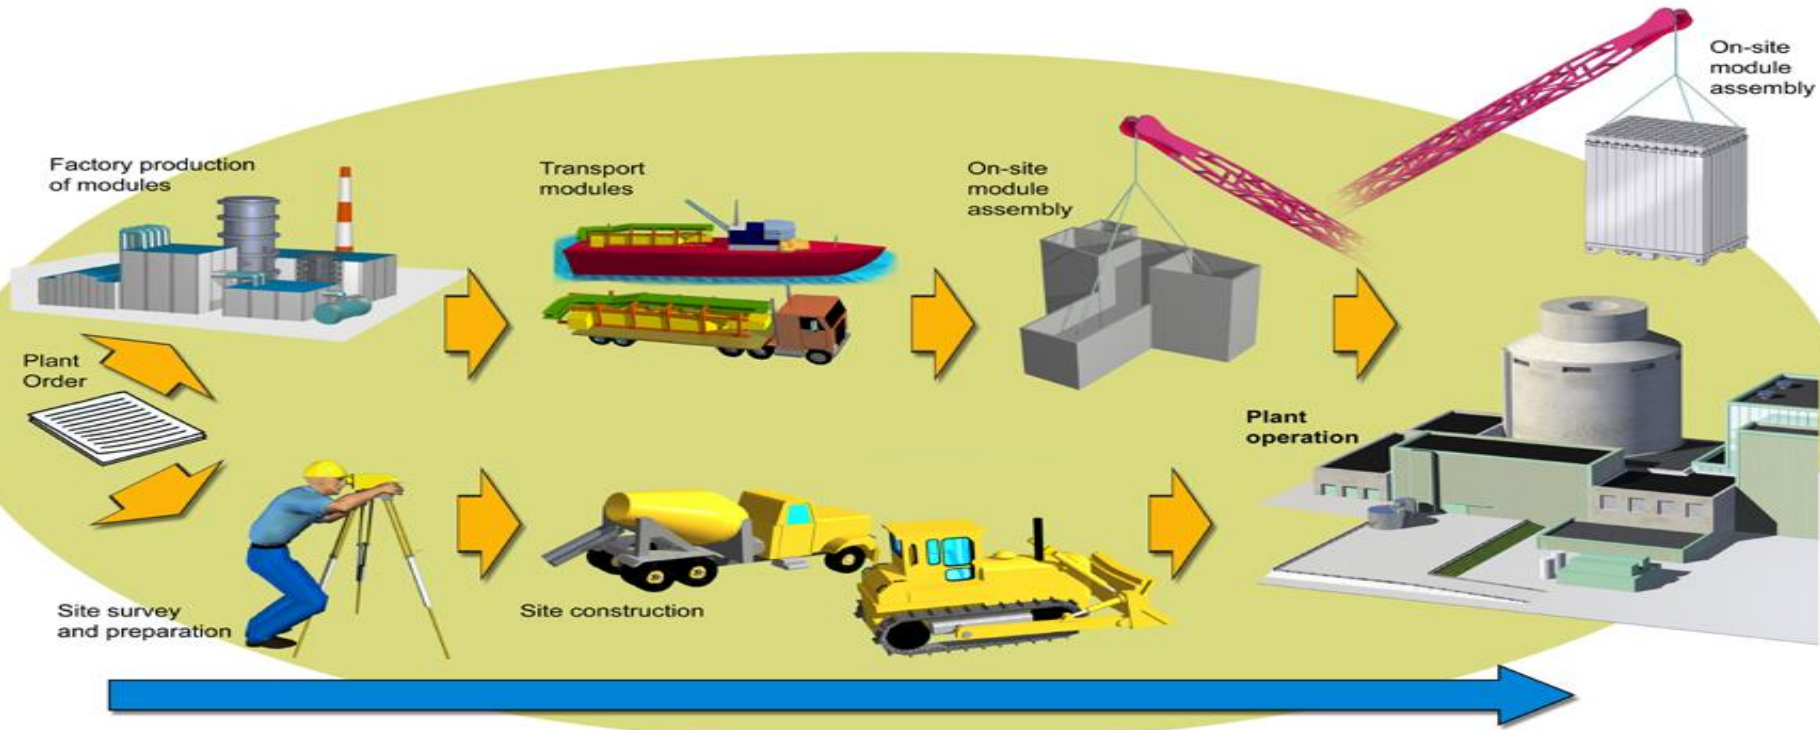 On-site
module
assembly
Factory production
of modules
Transport
modules
On-site
module
assembly
Plant
Order
Plant
operation
Site survey
and preparation
Site construction